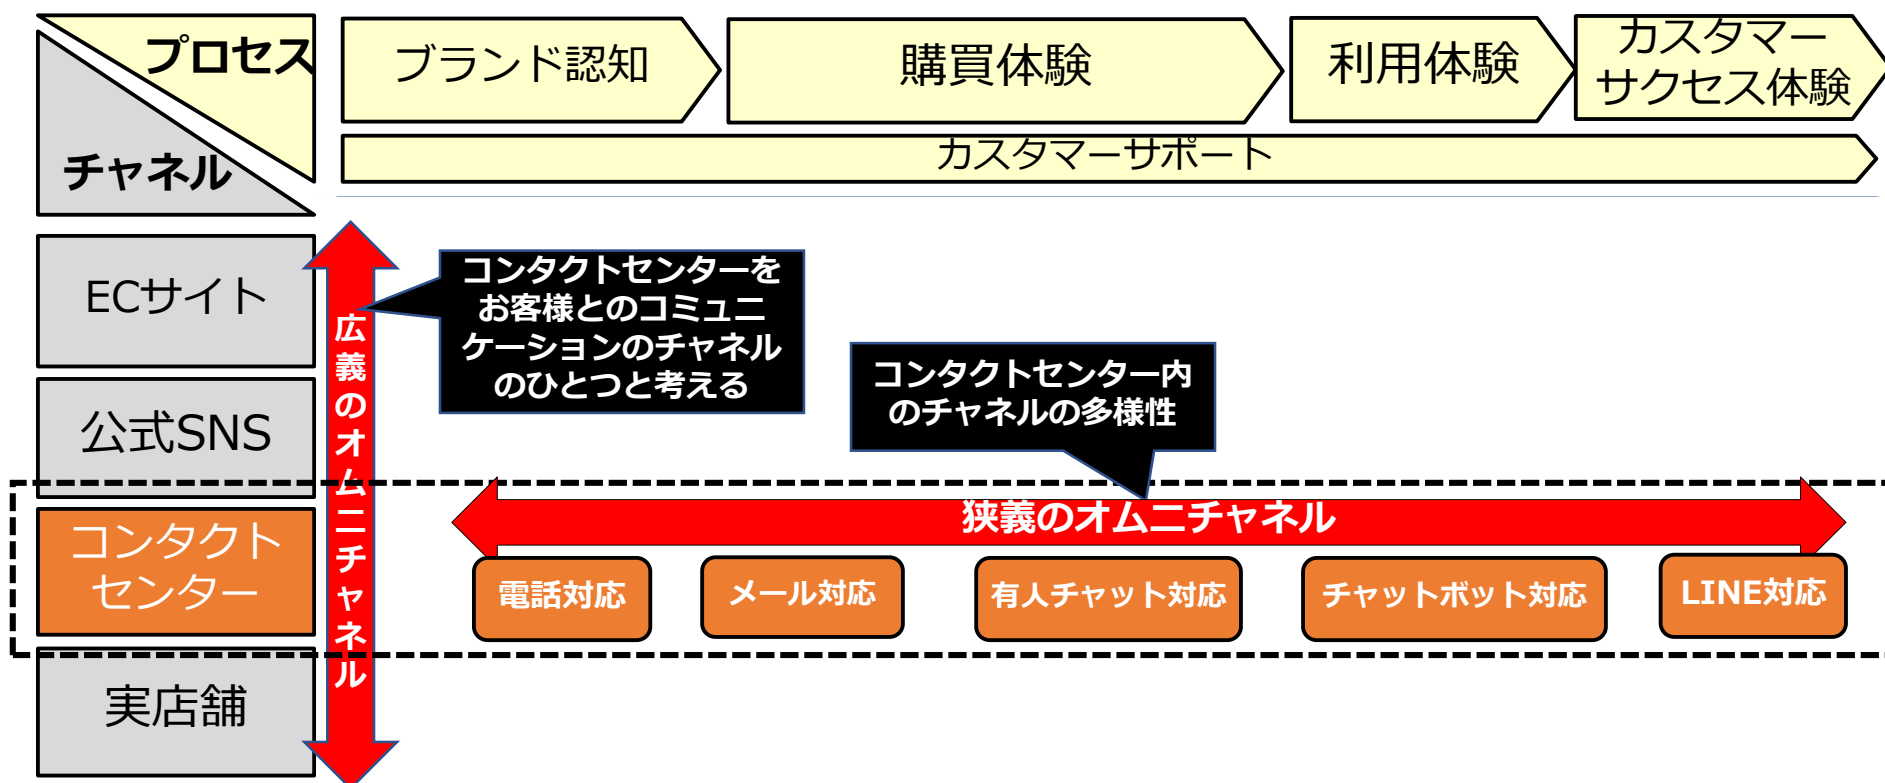 プロセス
チャネル
ブランド認知
購買体験
利用体験
カスタマー
サクセス体験
カスタマーサポート
ECサイト
公式SNS
コンタクト
センター
実店舗
広義のオムニチャネル
コンタクトセンターを
お客様とのコミュニ
ケーションのチャネル
のひとつと考える
コンタクトセンター内
のチャネルの多様性
狭義のオムニチャネル
電話対応
メール対応
有人チャット対応
チャットボット対応
LINE対応